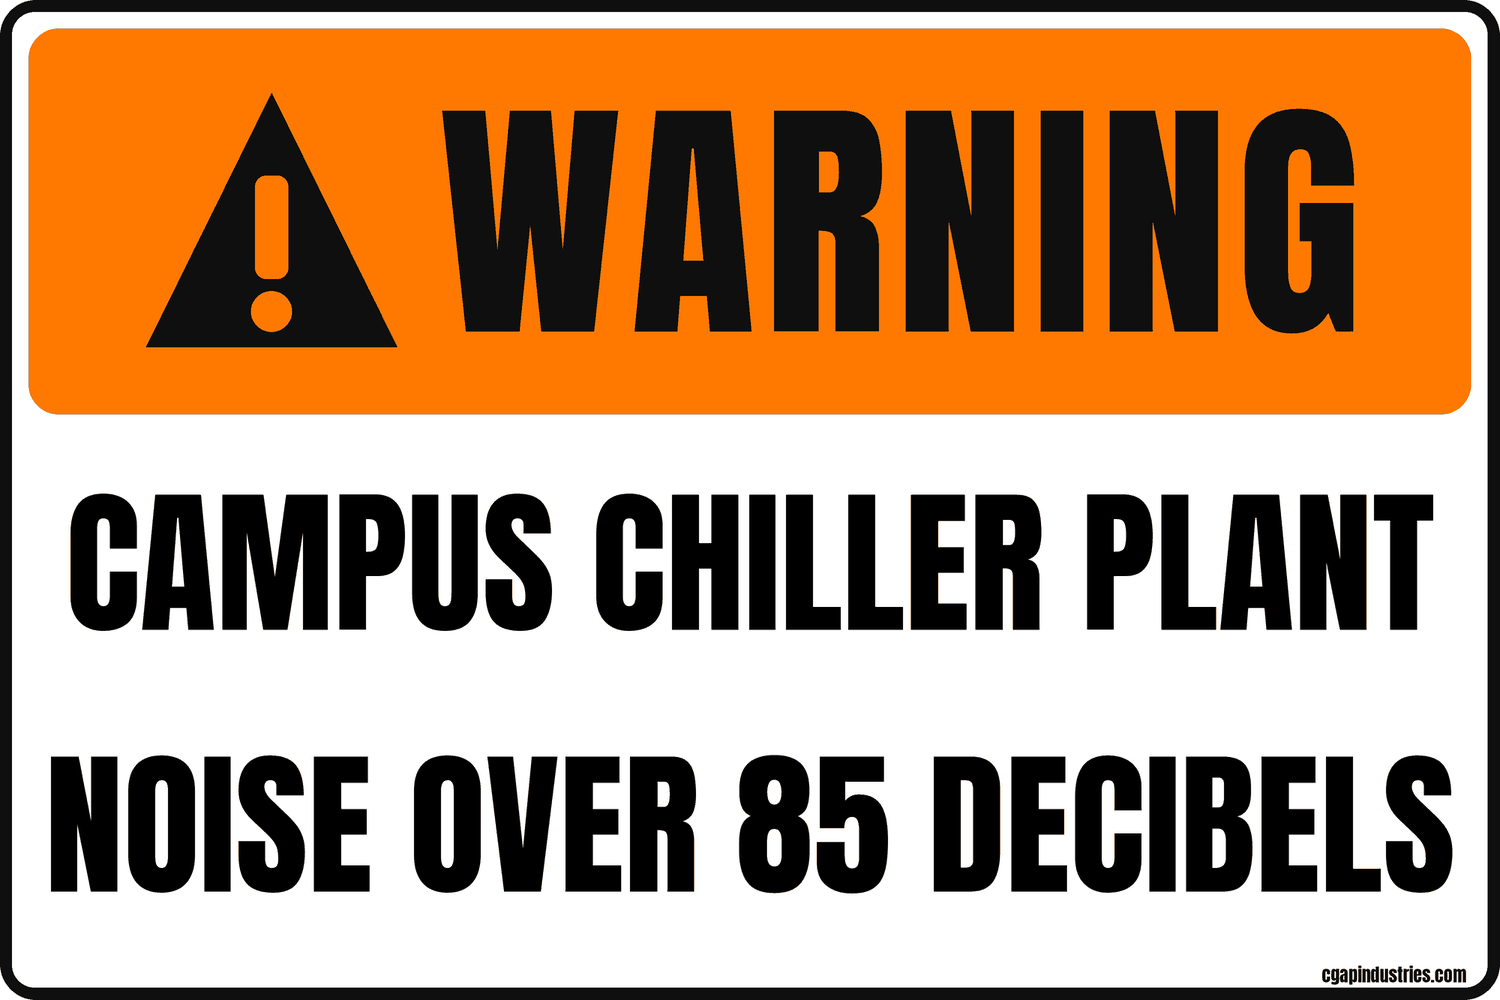 WARNING
CAMPUS CHILLER PLANT
NOISE OVER 85 DECIBELS
cgapindustries.com